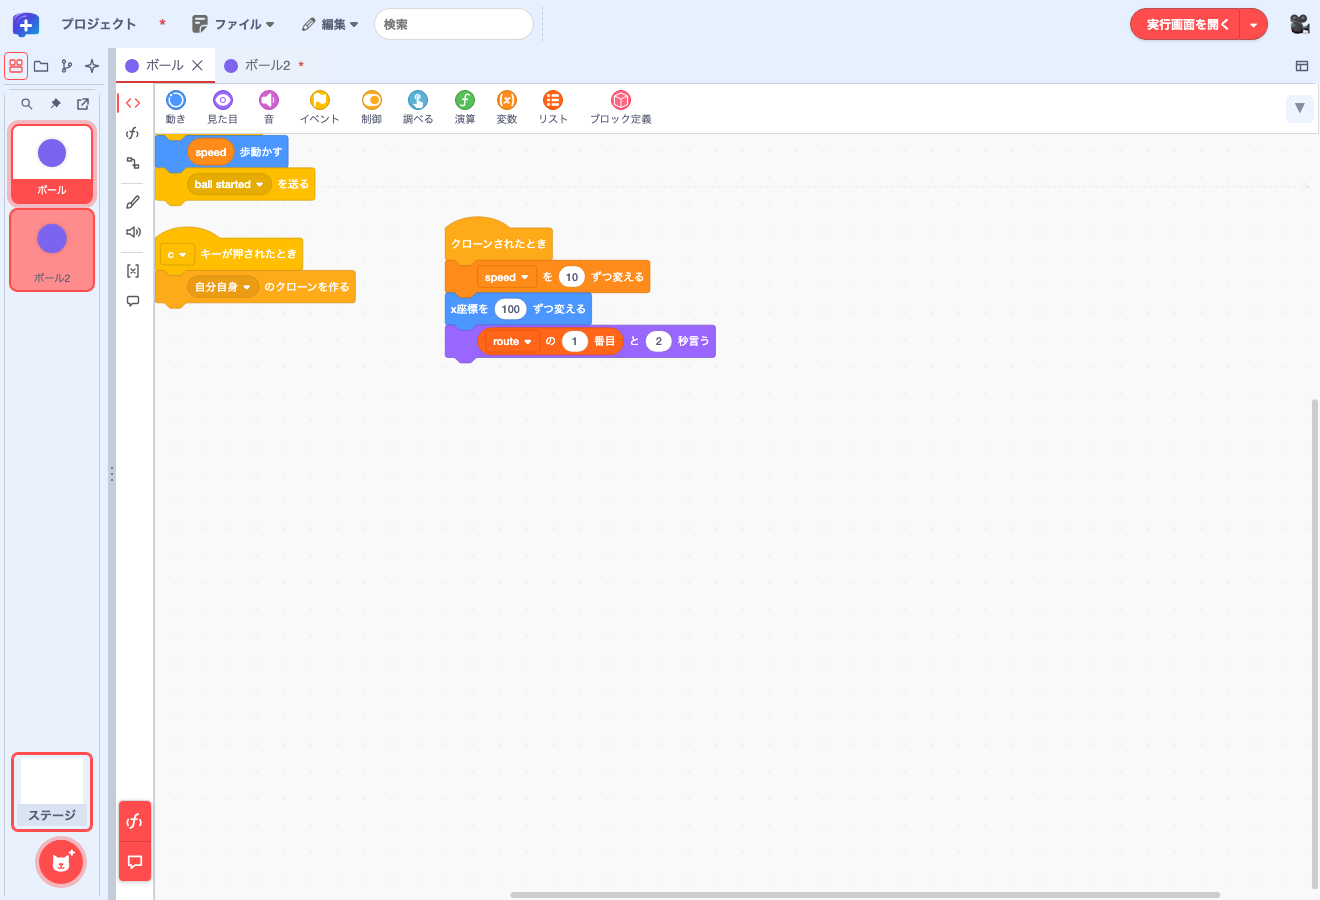 プロジェクト *
ファイル
編集
検索
実行画面を開く
ボール
ボール2 *
動き
見た目
音
イベント
制御
調べる
演算
変数
リスト
ブロック定義
ボール
ボール2
speed 歩動かす
ball started を送る
c キーが押されたとき
自分自身 のクローンを作る
クローンされたとき
speed を 10 ずつ変える
x座標を 100 ずつ変える
route の 1 番目 と 2 秒言う
ステージ